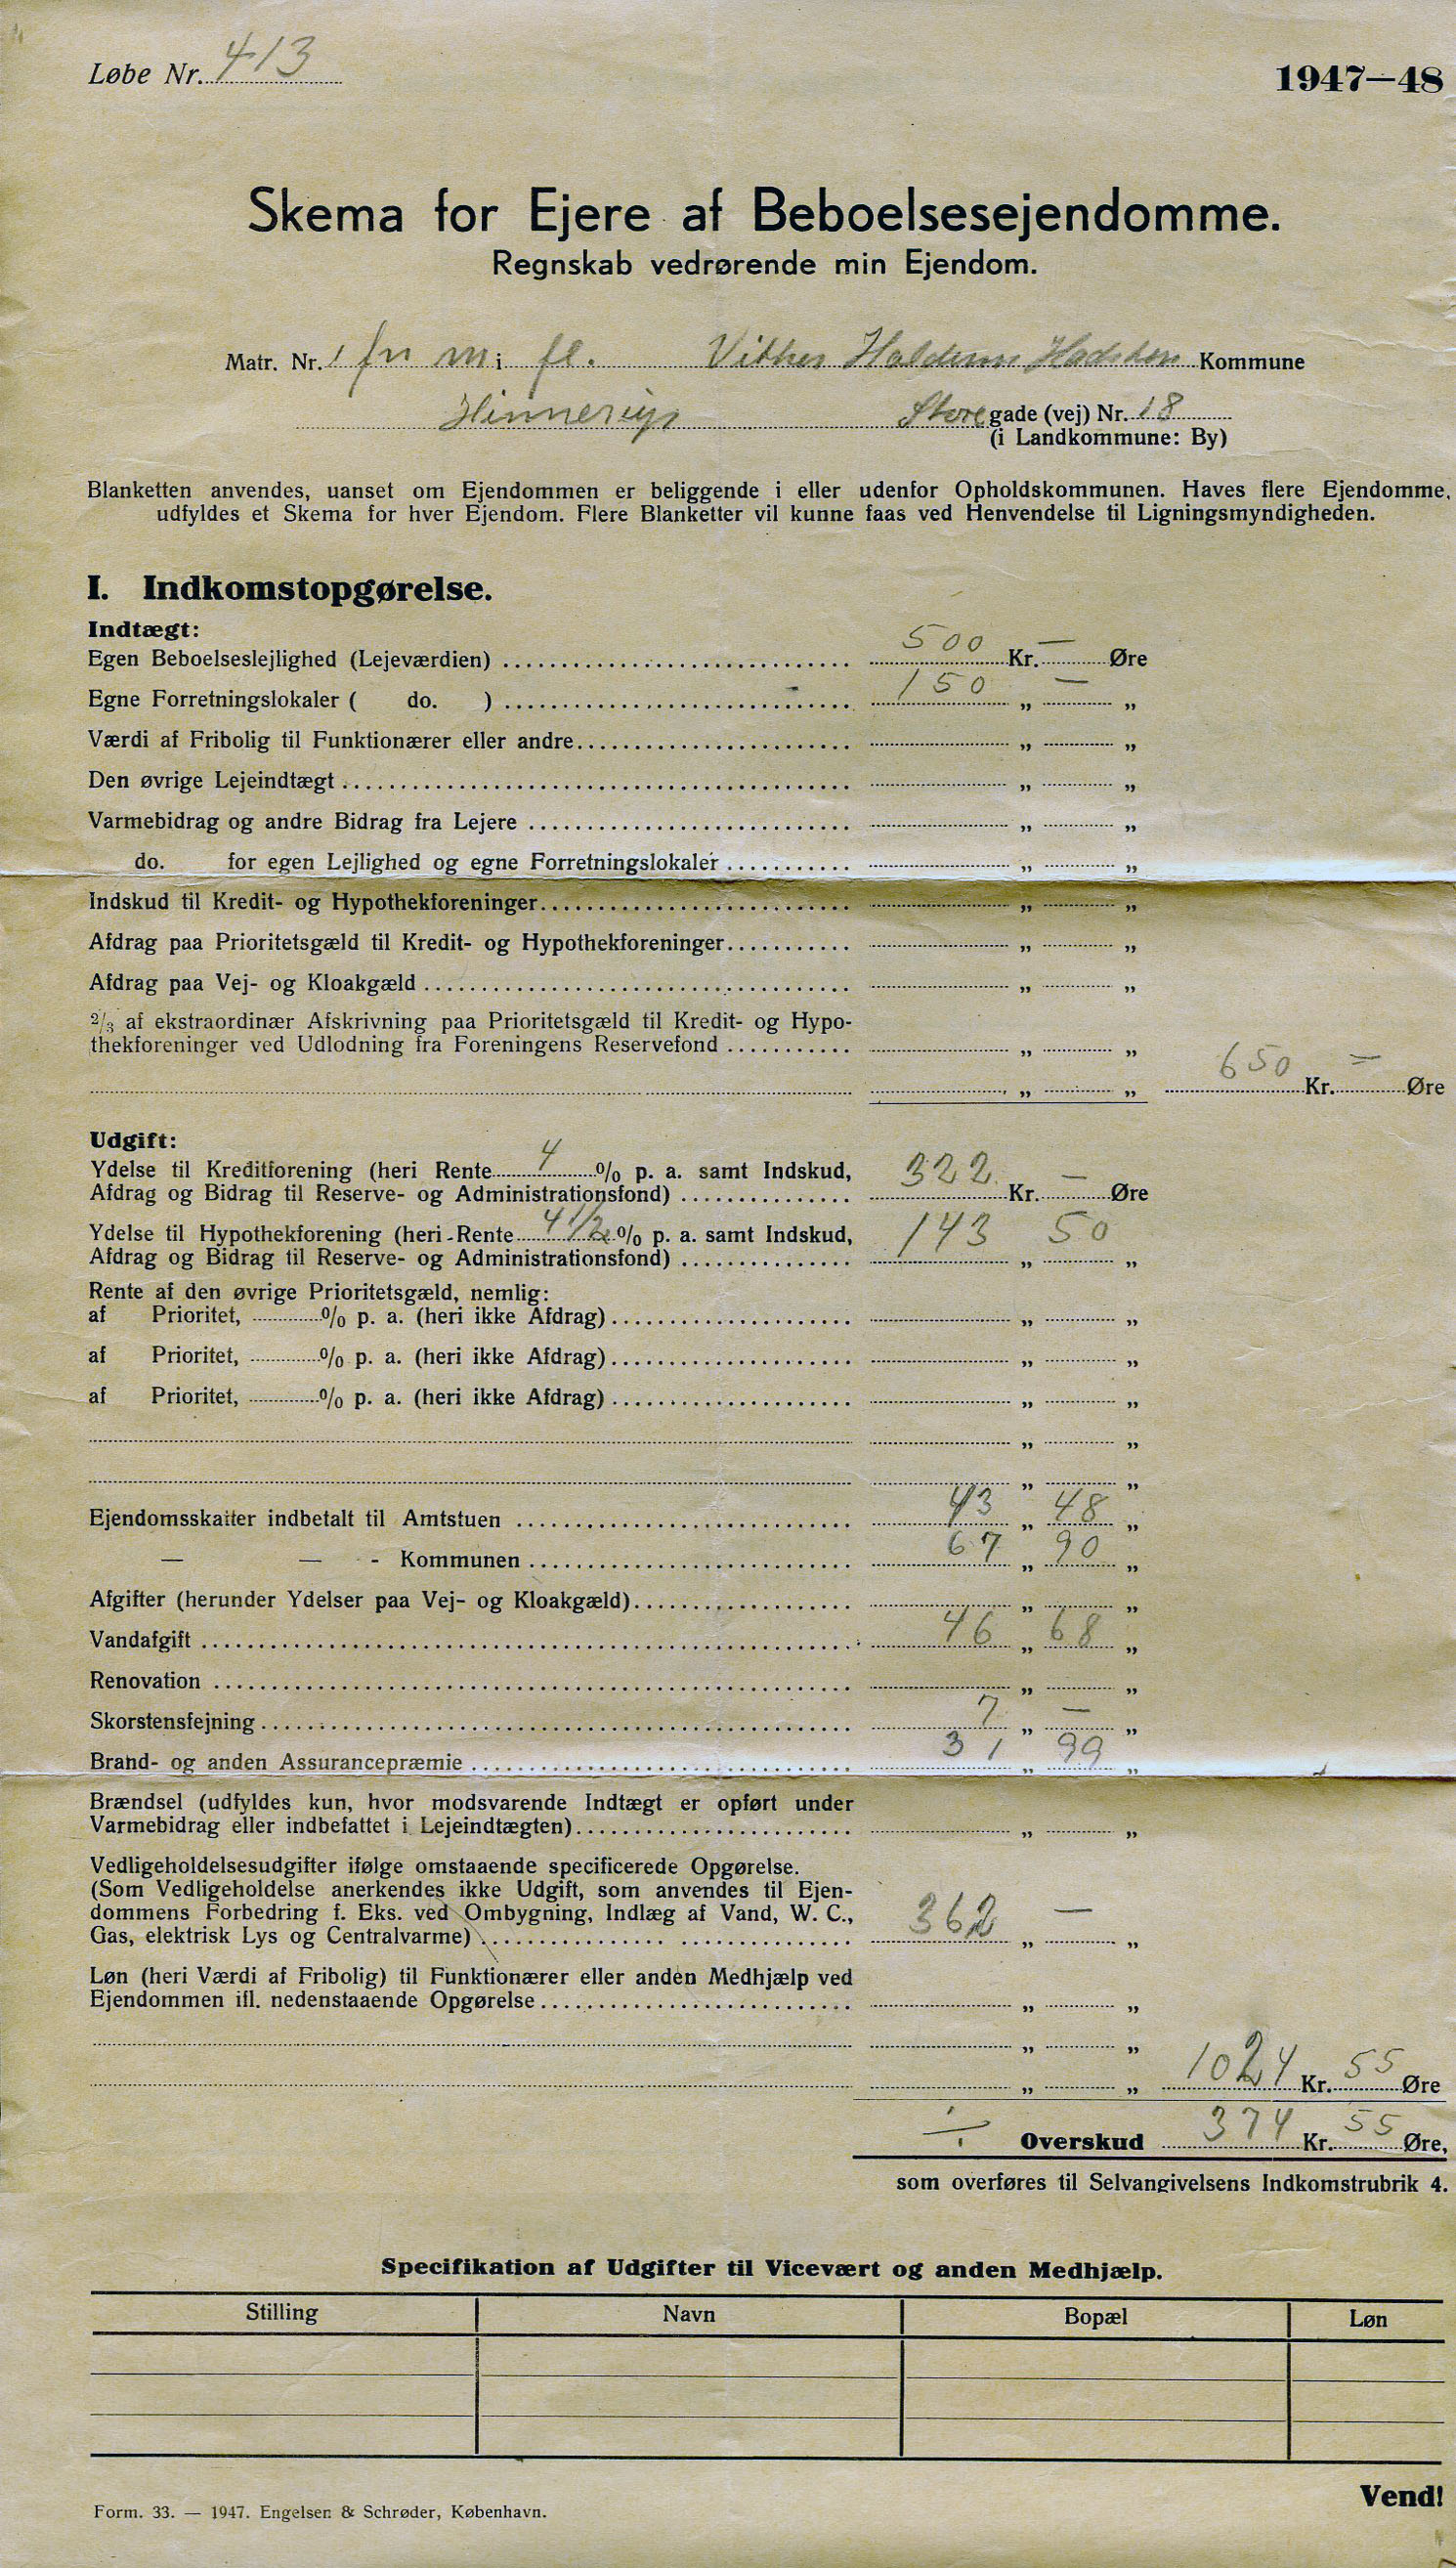 Løbe Nr. 413
1947—48
Skema for Ejere af Beboelsesejendomme.
Regnskab vedrørende min Ejendom.
Matr. Nr. 1 fn m i fl. Vitten Haldum Hadsten Kommune
Hinnerup Store gade (vej) Nr. 18
(i Landkommune: By)
Blanketten anvendes, uanset om Ejendommen er beliggende i eller udenfor Opholdskommunen. Haves flere Ejendomme,
udfyldes et Skema for hver Ejendom. Flere Blanketter vil kunne faas ved Henvendelse til Ligningsmyndigheden.
I. Indkomstopgørelse.
Indtægt:
Egen Beboelseslejlighed (Lejeværdien) 500 Kr. — Øre
Egne Forretningslokaler ( do. ) 150 „ — „
Værdi af Fribolig til Funktionærer eller andre „ „
Den øvrige Lejeindtægt „ „
Varmebidrag og andre Bidrag fra Lejere „ „
do. for egen Lejlighed og egne Forretningslokaler „ „
Indskud til Kredit- og Hypothekforeninger „ „
Afdrag paa Prioritetsgæld til Kredit- og Hypothekforeninger „ „
Afdrag paa Vej- og Kloakgæld „ „
2/3 af ekstraordinær Afskrivning paa Prioritetsgæld til Kredit- og Hypo-
thekforeninger ved Udlodning fra Foreningens Reservefond „ „
„ „ 650 Kr. — Øre
Udgift:
Ydelse til Kreditforening (heri Rente 4 % p. a. samt Indskud,
Afdrag og Bidrag til Reserve- og Administrationsfond) 322 Kr. — Øre
Ydelse til Hypothekforening (heri Rente 4 1/2 % p. a. samt Indskud,
Afdrag og Bidrag til Reserve- og Administrationsfond) 143 „ 50 „
Rente af den øvrige Prioritetsgæld, nemlig:
af Prioritet, % p. a. (heri ikke Afdrag) „ „
af Prioritet, % p. a. (heri ikke Afdrag) „ „
af Prioritet, % p. a. (heri ikke Afdrag) „ „
„ „
„ „
Ejendomsskatter indbetalt til Amtstuen 43 „ 48 „
— — - Kommunen 67 „ 90 „
Afgifter (herunder Ydelser paa Vej- og Kloakgæld) „ „
Vandafgift 46 „ 68 „
Renovation „ „
Skorstensfejning 7 „ — „
Brand- og anden Assurancepræmie 31 „ 99 „
Brændsel (udfyldes kun, hvor modsvarende Indtægt er opført under
Varmebidrag eller indbefattet i Lejeindtægten) „ „
Vedligeholdelsesudgifter ifølge omstaaende specificerede Opgørelse.
(Som Vedligeholdelse anerkendes ikke Udgift, som anvendes til Ejen-
dommens Forbedring f. Eks. ved Ombygning, Indlæg af Vand, W. C.,
Gas, elektrisk Lys og Centralvarme) 362 „ — „
Løn (heri Værdi af Fribolig) til Funktionærer eller anden Medhjælp ved
Ejendommen ifl. nedenstaaende Opgørelse „ „
„ „
„ „ 1024 Kr. 55 Øre
÷ Overskud 374 Kr. 55 Øre,
som overføres til Selvangivelsens Indkomstrubrik 4.
Specifikation af Udgifter til Vicevært og anden Medhjælp.
Stilling Navn Bopæl Løn
Vend!
Form. 33. — 1947. Engelsen & Schrøder, København.